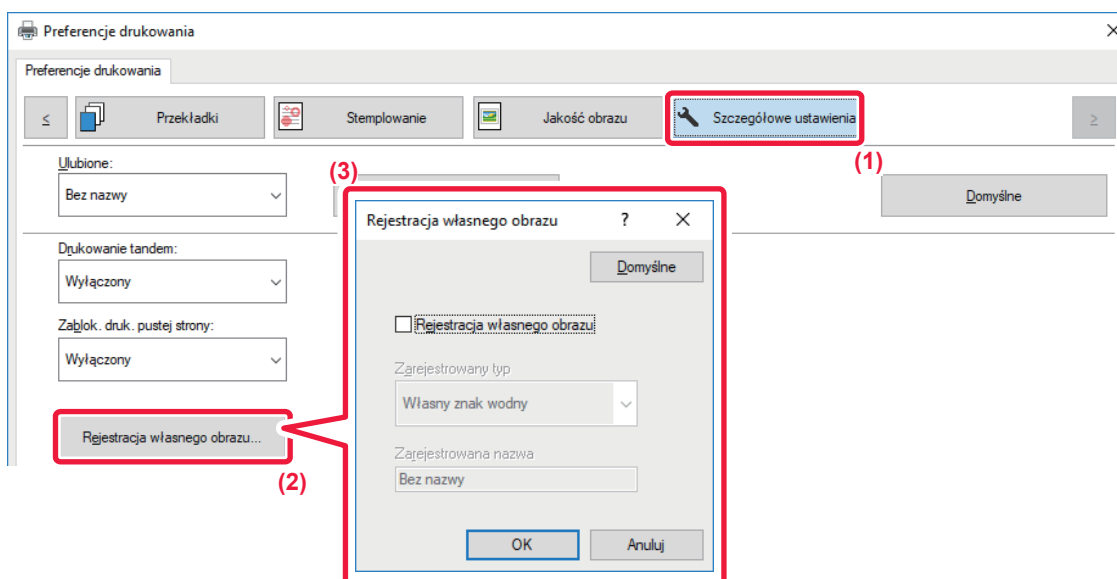 Preferencje drukowania
Preferencje drukowania
≤ Przekładki Stemplowanie Jakość obrazu Szczegółowe ustawienia ≥
(1)
Ulubione:
Bez nazwy
(3)
Domyślne
Drukowanie tandem:
Wyłączony
Zablok. druk. pustej strony:
Wyłączony
Rejestracja własnego obrazu...
(2)
Rejestracja własnego obrazu ?
Domyślne
Rejestracja własnego obrazu
Zarejestrowany typ
Własny znak wodny
Zarejestrowana nazwa
Bez nazwy
OK Anuluj